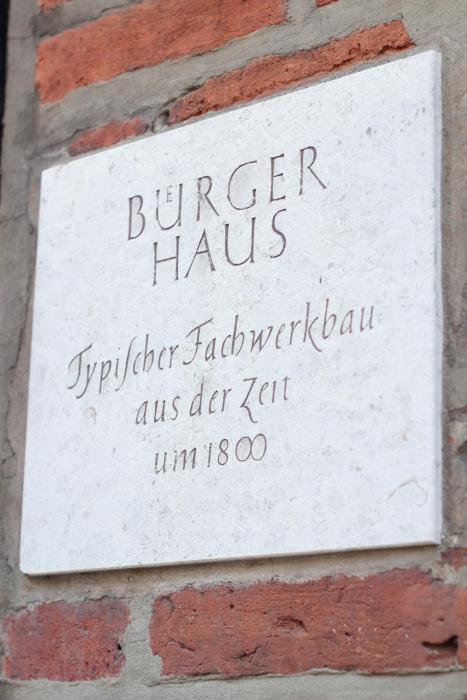 BÜRGER
HAUS
Typiſcher Fachwerkbau
aus der Zeit
um 1800